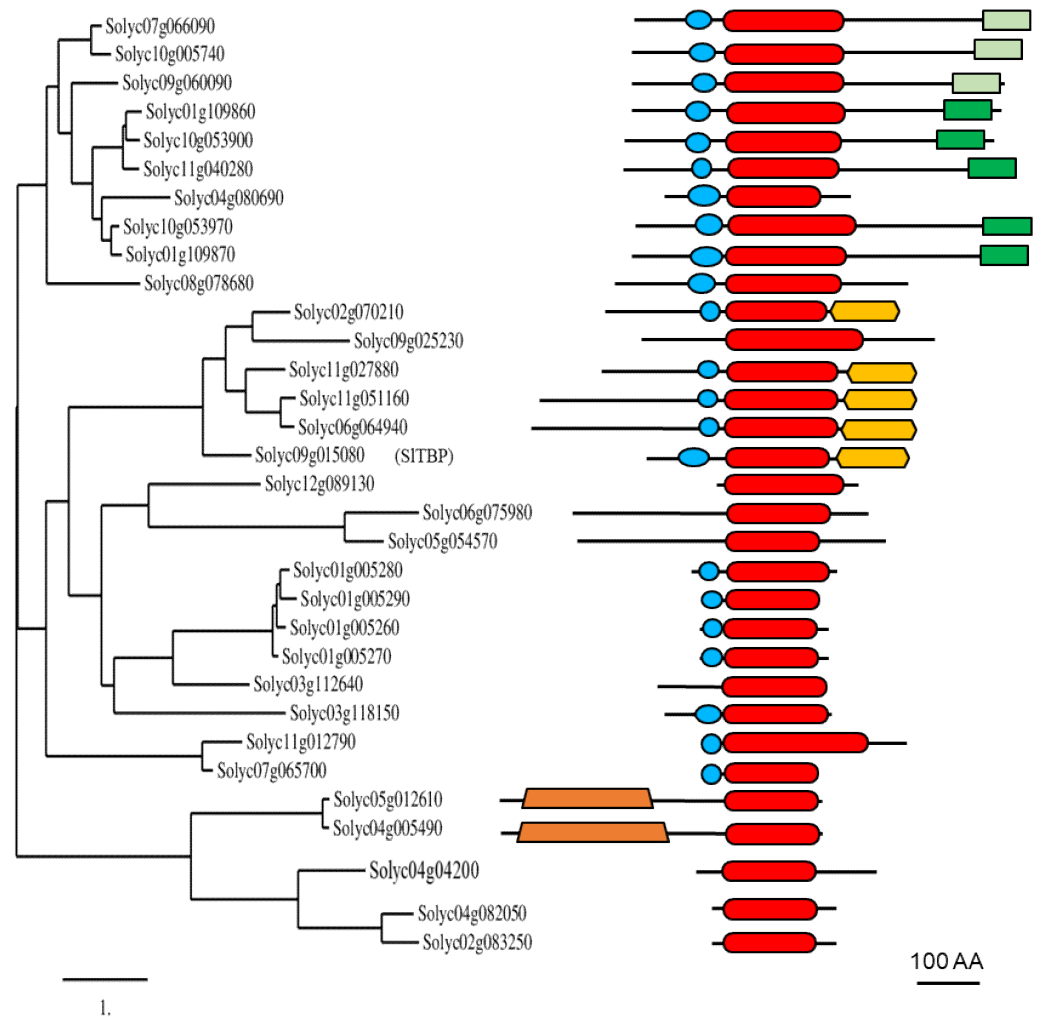 Solyc07g066090
Solyc10g005740
Solyc09g060090
Solyc01g109860
Solyc10g053900
Solyc11g040280
Solyc04g080690
Solyc10g053970
Solyc01g109870
Solyc08g078680
Solyc02g070210
Solyc09g025230
Solyc11g027880
Solyc11g051160
Solyc06g064940
Solyc09g015080 (SlTBP)
Solyc12g089130
Solyc06g075980
Solyc05g054570
Solyc01g005280
Solyc01g005290
Solyc01g005260
Solyc01g005270
Solyc03g112640
Solyc03g118150
Solyc11g012790
Solyc07g065700
Solyc05g012610
Solyc04g005490
Solyc04g04200
Solyc04g082050
Solyc02g083250
100 AA
1.